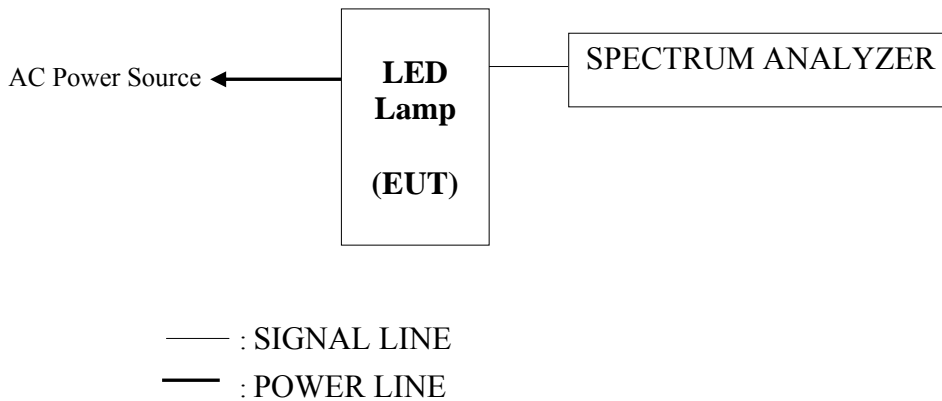 AC Power Source
LED
Lamp
(EUT)
SPECTRUM ANALYZER
: SIGNAL LINE
: POWER LINE